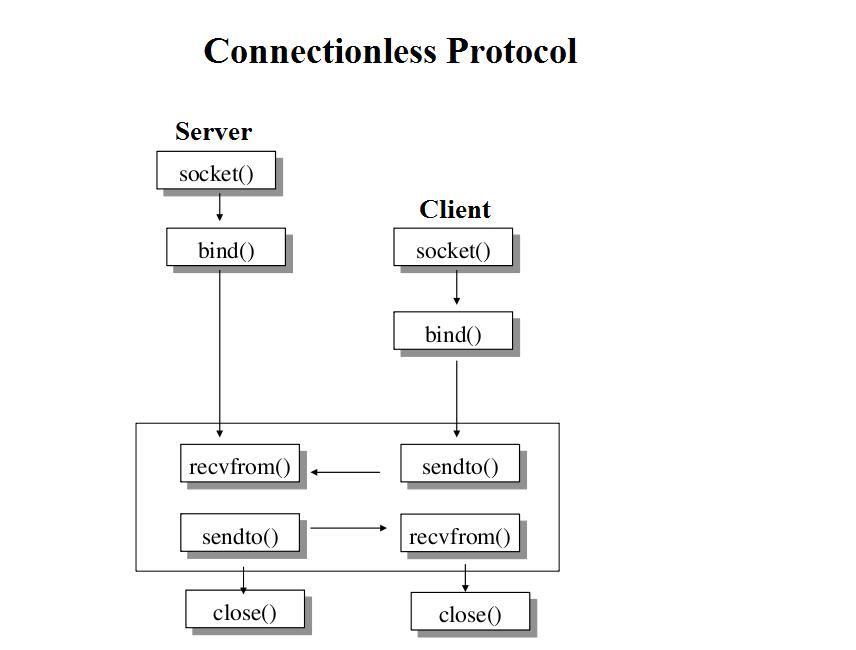 Connectionless Protocol
Server
socket()
bind()
Client
socket()
bind()
recvfrom()
sendto()
sendto()
recvfrom()
close()
close()